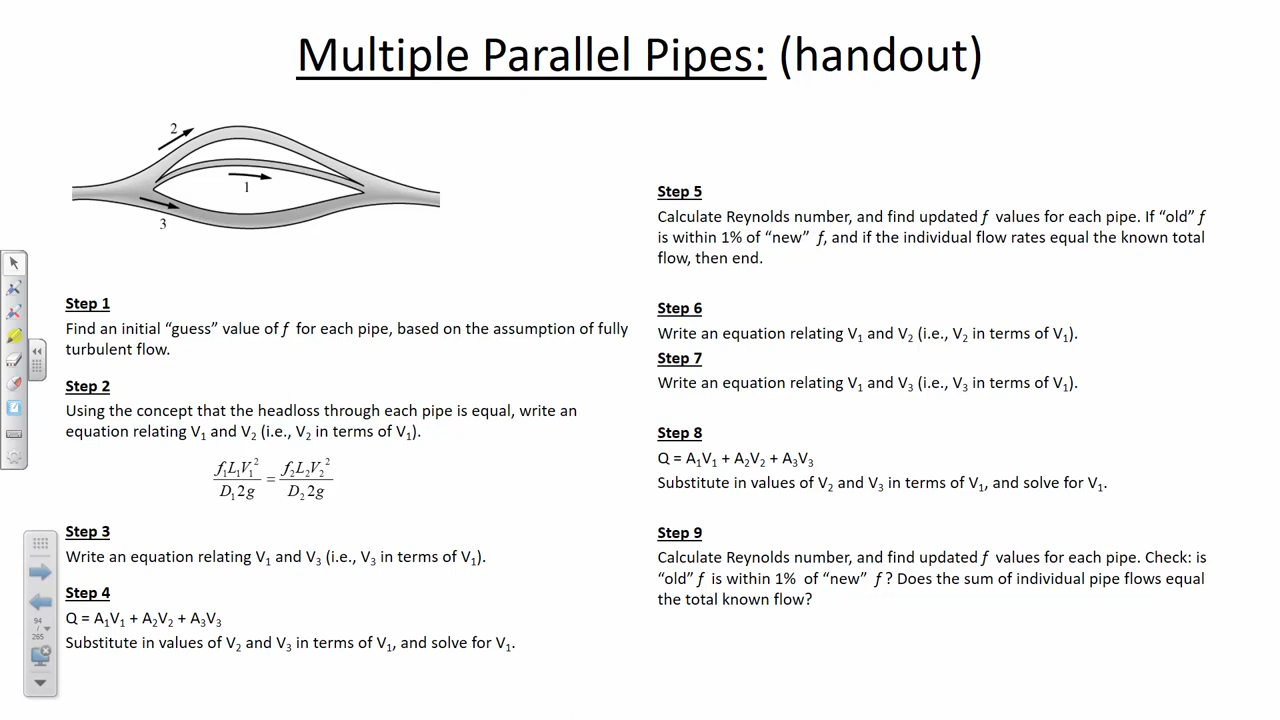 Multiple Parallel Pipes: (handout)
2
1
3
Step 1
Find an initial “guess” value of f for each pipe, based on the assumption of fully
turbulent flow.
Step 2
Using the concept that the headloss through each pipe is equal, write an
equation relating V₁ and V₂ (i.e., V₂ in terms of V₁).
f₁L₁V₁² / D₁2g = f₂L₂V₂² / D₂2g
Step 3
Write an equation relating V₁ and V₃ (i.e., V₃ in terms of V₁).
Step 4
Q = A₁V₁ + A₂V₂ + A₃V₃
Substitute in values of V₂ and V₃ in terms of V₁, and solve for V₁.
Step 5
Calculate Reynolds number, and find updated f values for each pipe. If “old” f
is within 1% of “new” f, and if the individual flow rates equal the known total
flow, then end.
Step 6
Write an equation relating V₁ and V₂ (i.e., V₂ in terms of V₁).
Step 7
Write an equation relating V₁ and V₃ (i.e., V₃ in terms of V₁).
Step 8
Q = A₁V₁ + A₂V₂ + A₃V₃
Substitute in values of V₂ and V₃ in terms of V₁, and solve for V₁.
Step 9
Calculate Reynolds number, and find updated f values for each pipe. Check: is
“old” f is within 1% of “new” f? Does the sum of individual pipe flows equal
the total known flow?
94
/
265